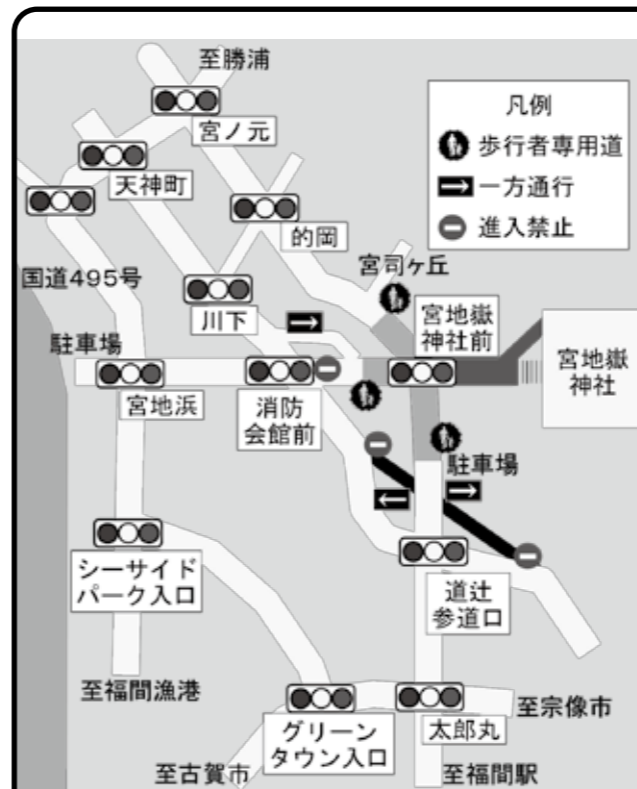 至勝浦
宮ノ元
天神町
的岡
国道495号
川下
宮司ヶ丘
凡例
歩行者専用道
一方通行
進入禁止
駐車場
宮地浜
消防
会館前
宮地嶽
神社前
宮地嶽
神社
駐車場
シーサイド
パーク入口
道辻
参道口
至福間漁港
グリーン
タウン入口
太郎丸
至宗像市
至古賀市
至福間駅